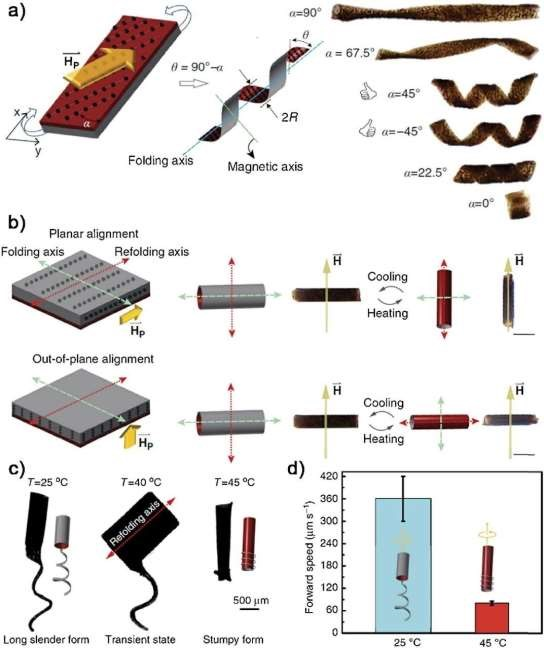 a)
H_P
α
x
y
θ = 90°−α
θ
2R
Folding axis
Magnetic axis
α=90°
α = 67.5°
α=45°
α=−45°
α=22.5°
α=0°
b)
Planar alignment
Folding axis
Refolding axis
H_P
H
Cooling
Heating
H
Out-of-plane alignment
H_P
H
Cooling
Heating
H
c)
T=25 °C
T=40 °C
T=45 °C
Refolding axis
500 µm
Long slender form
Transient state
Stumpy form
d)
Forward speed (µm s⁻¹)
420
360
300
240
180
120
60
0
25 °C
45 °C